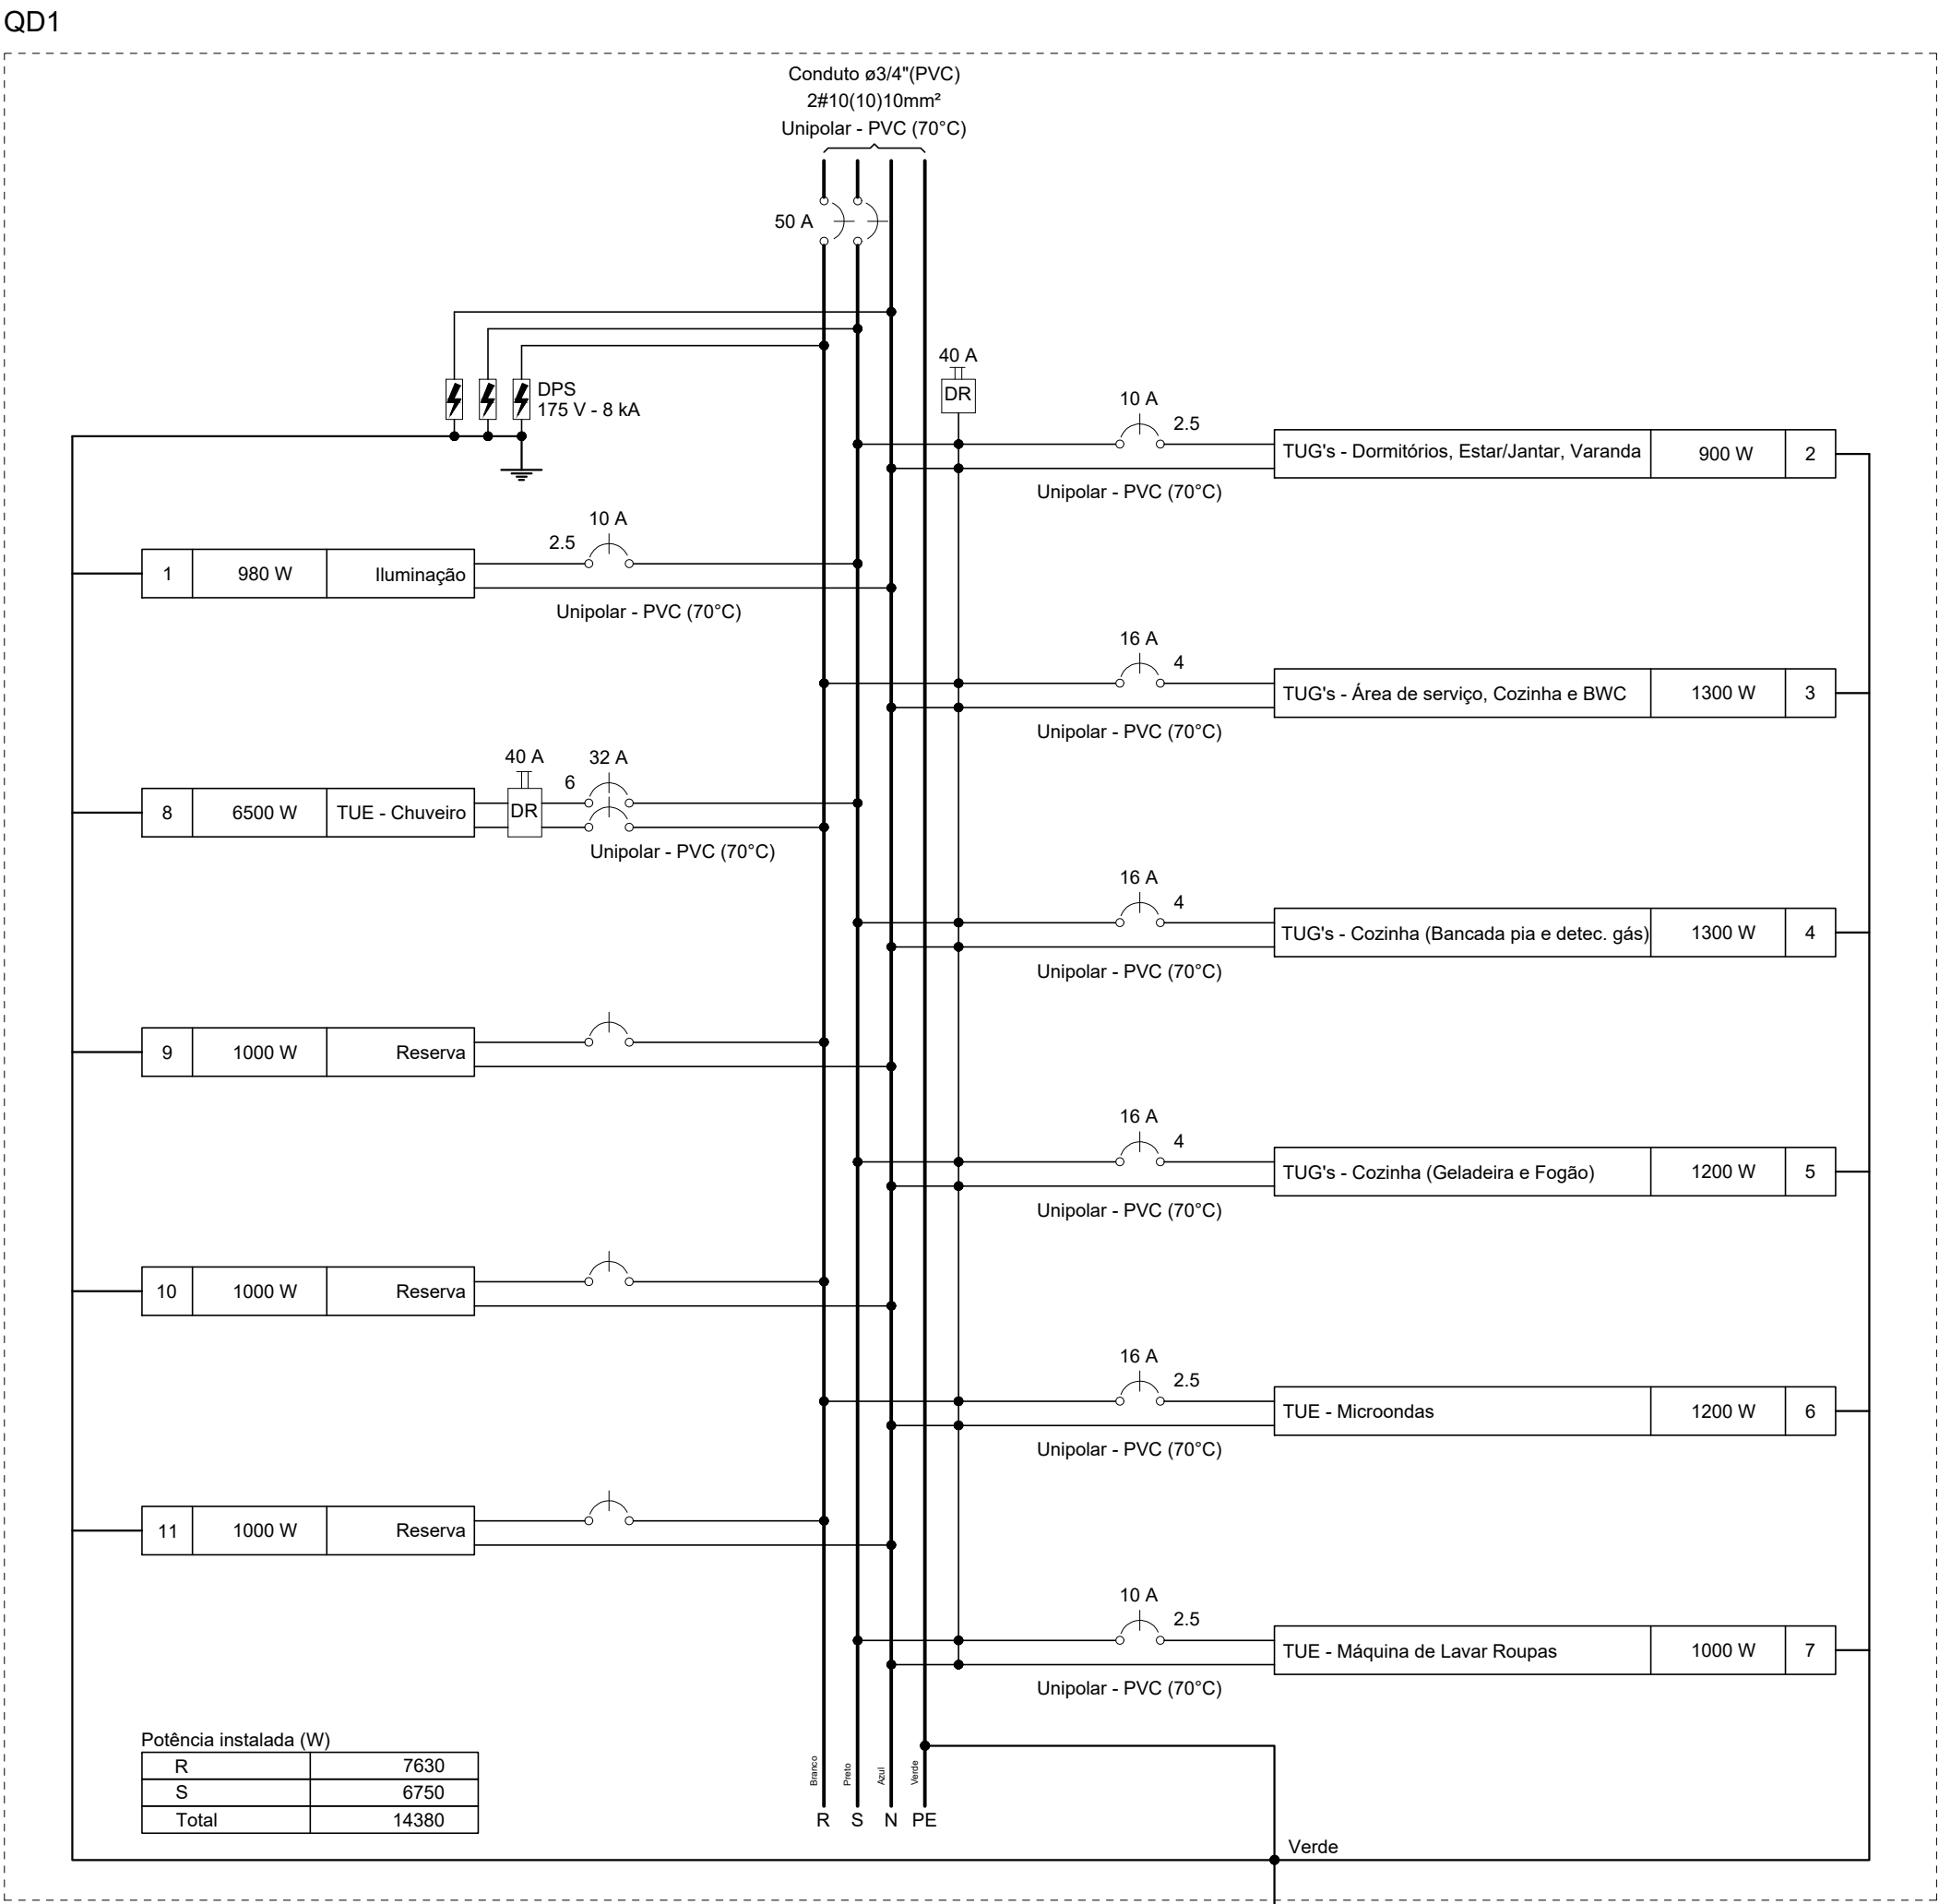 QD1
Conduto ø3/4"(PVC)
2#10(10)10mm²
Unipolar - PVC (70°C)
50 A
DPS
175 V - 8 kA
40 A
DR
10 A
2.5
TUG's - Dormitórios, Estar/Jantar, Varanda 900 W 2
Unipolar - PVC (70°C)
10 A
2.5
1 980 W Iluminação
Unipolar - PVC (70°C)
16 A
4
TUG's - Área de serviço, Cozinha e BWC 1300 W 3
Unipolar - PVC (70°C)
40 A 32 A
6
8 6500 W TUE - Chuveiro DR
Unipolar - PVC (70°C)
16 A
4
TUG's - Cozinha (Bancada pia e detec. gás) 1300 W 4
Unipolar - PVC (70°C)
9 1000 W Reserva
16 A
4
TUG's - Cozinha (Geladeira e Fogão) 1200 W 5
Unipolar - PVC (70°C)
10 1000 W Reserva
16 A
2.5
TUE - Microondas 1200 W 6
Unipolar - PVC (70°C)
11 1000 W Reserva
10 A
2.5
TUE - Máquina de Lavar Roupas 1000 W 7
Unipolar - PVC (70°C)
Potência instalada (W)
R 7630
S 6750
Total 14380
Branco
Preto
Azul
Verde
R S N PE
Verde